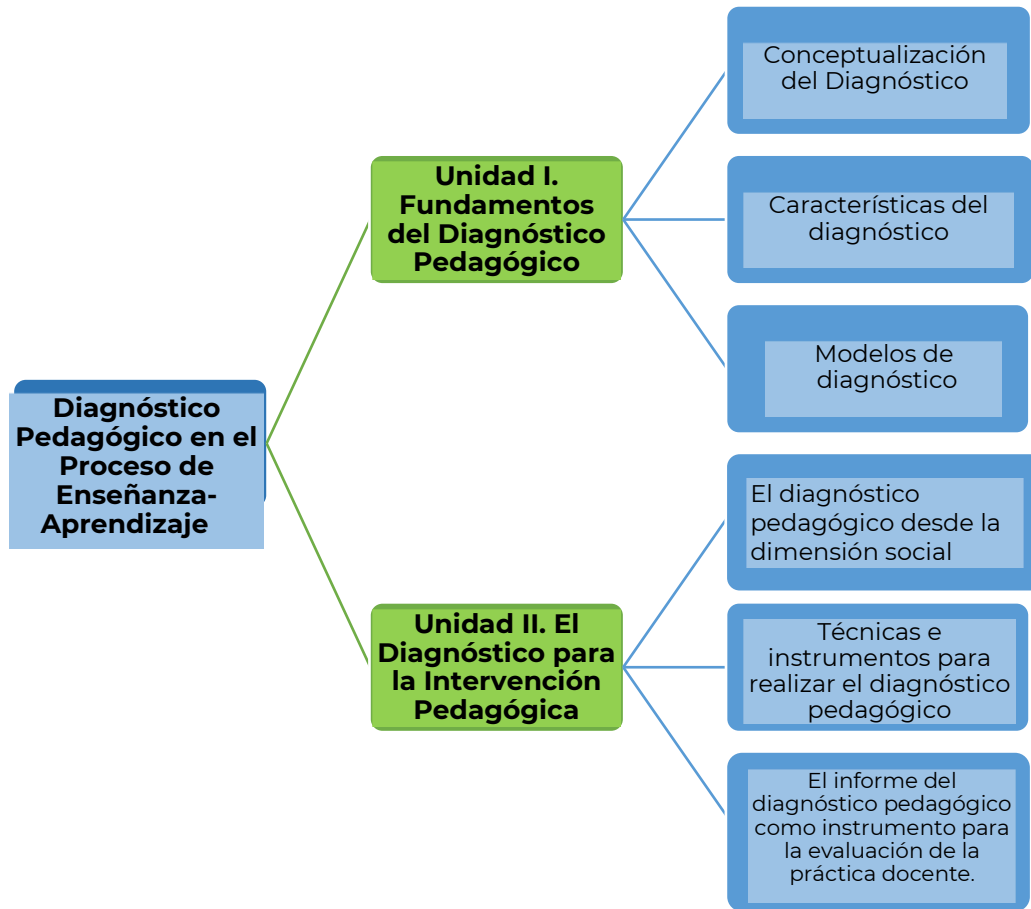 Diagnóstico
Pedagógico en el
Proceso de
Enseñanza-
Aprendizaje
Unidad I.
Fundamentos
del Diagnóstico
Pedagógico
Conceptualización
del Diagnóstico
Características del
diagnóstico
Modelos de
diagnóstico
Unidad II. El
Diagnóstico para
la Intervención
Pedagógica
El diagnóstico
pedagógico desde la
dimensión social
Técnicas e
instrumentos para
realizar el diagnóstico
pedagógico
El informe del
diagnóstico pedagógico
como instrumento para
la evaluación de la
práctica docente.